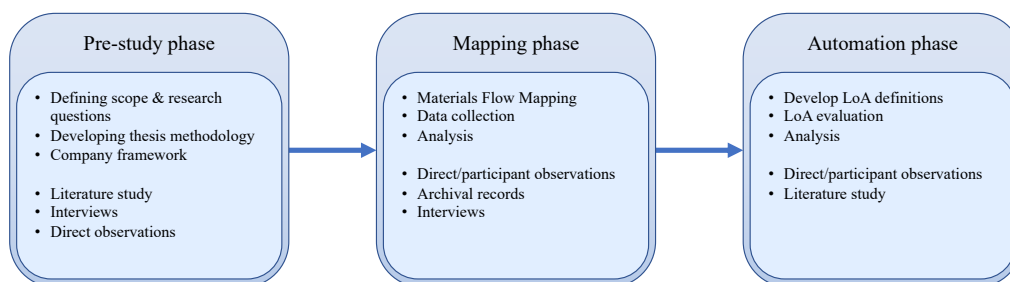 Pre-study phase
• Defining scope & research
questions
• Developing thesis methodology
• Company framework
• Literature study
• Interviews
• Direct observations
Mapping phase
• Materials Flow Mapping
• Data collection
• Analysis
• Direct/participant observations
• Archival records
• Interviews
Automation phase
• Develop LoA definitions
• LoA evaluation
• Analysis
• Direct/participant observations
• Literature study